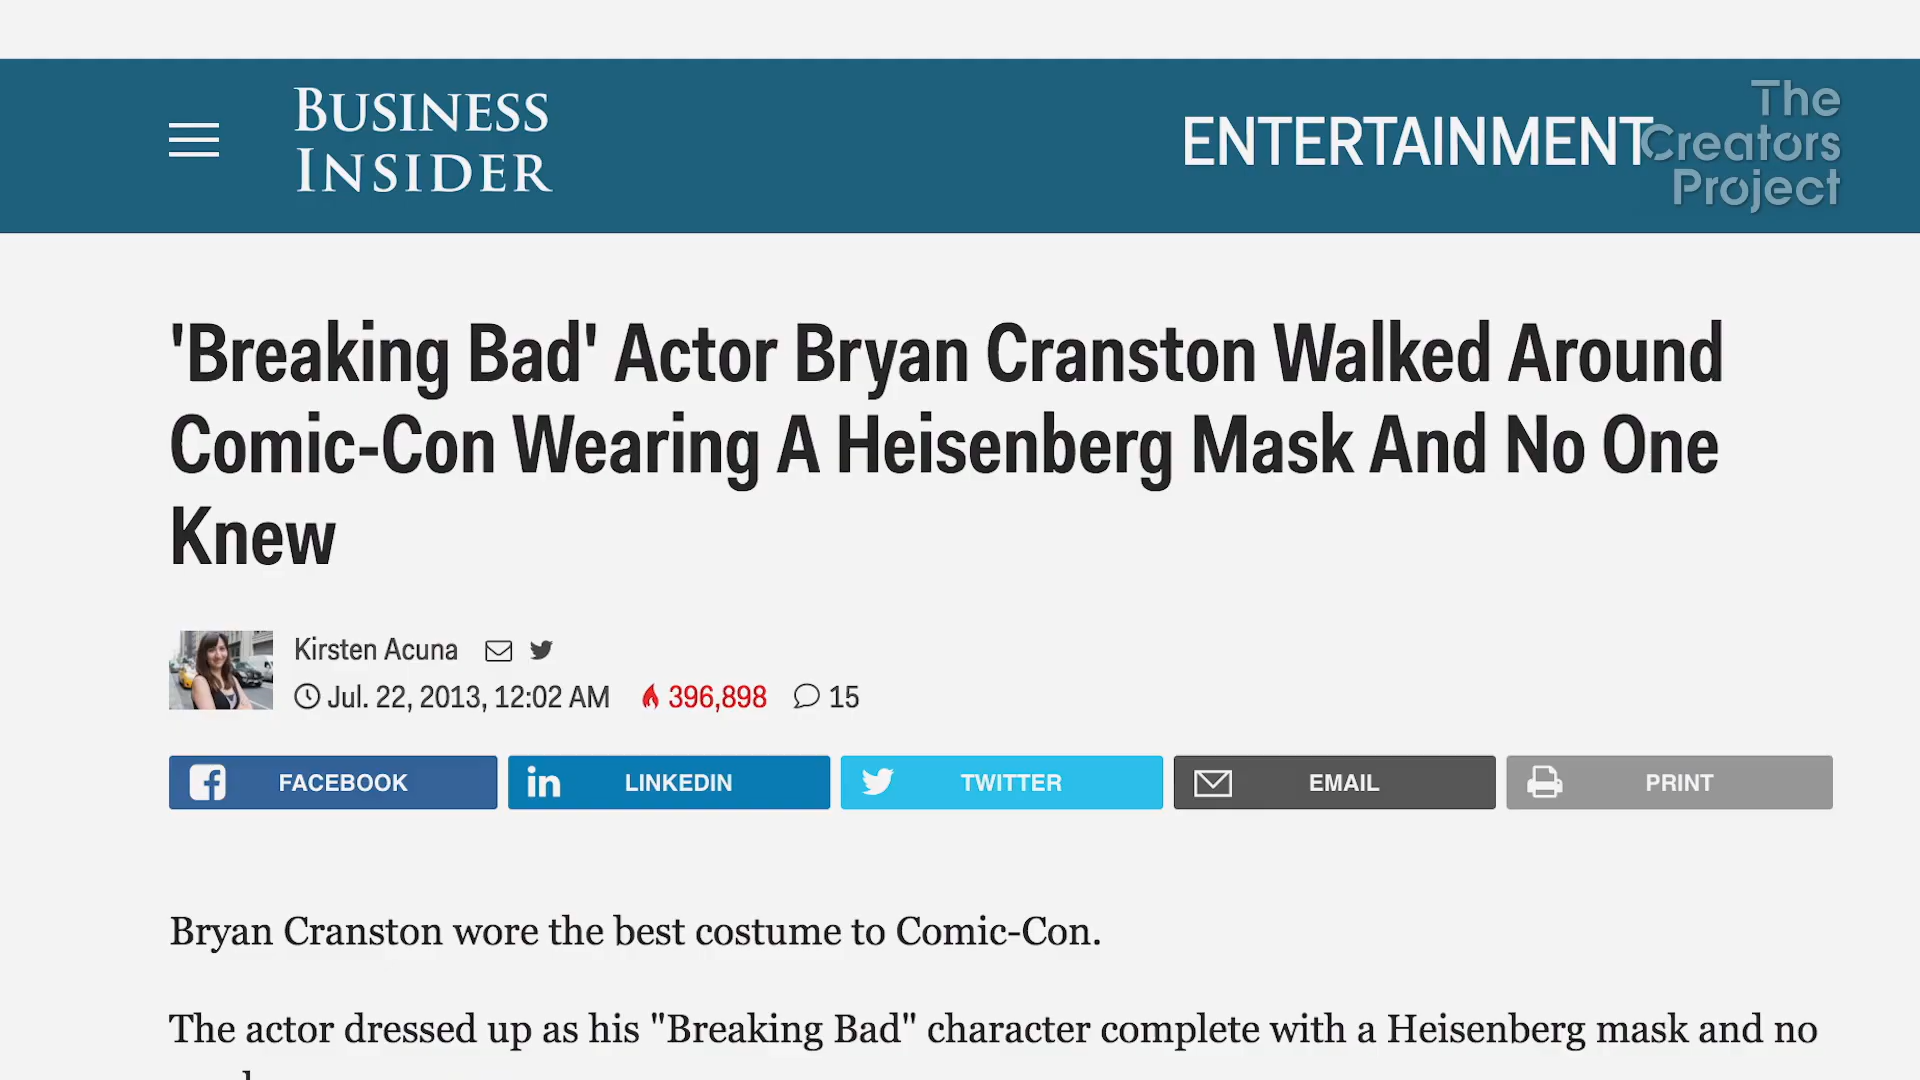 BUSINESS
INSIDER
ENTERTAINMENT
The
Creators
Project
'Breaking Bad' Actor Bryan Cranston Walked Around
Comic-Con Wearing A Heisenberg Mask And No One
Knew
Kirsten Acuna
Jul. 22, 2013, 12:02 AM 396,898 15
FACEBOOK LINKEDIN TWITTER EMAIL PRINT
Bryan Cranston wore the best costume to Comic-Con.
The actor dressed up as his "Breaking Bad" character complete with a Heisenberg mask and no